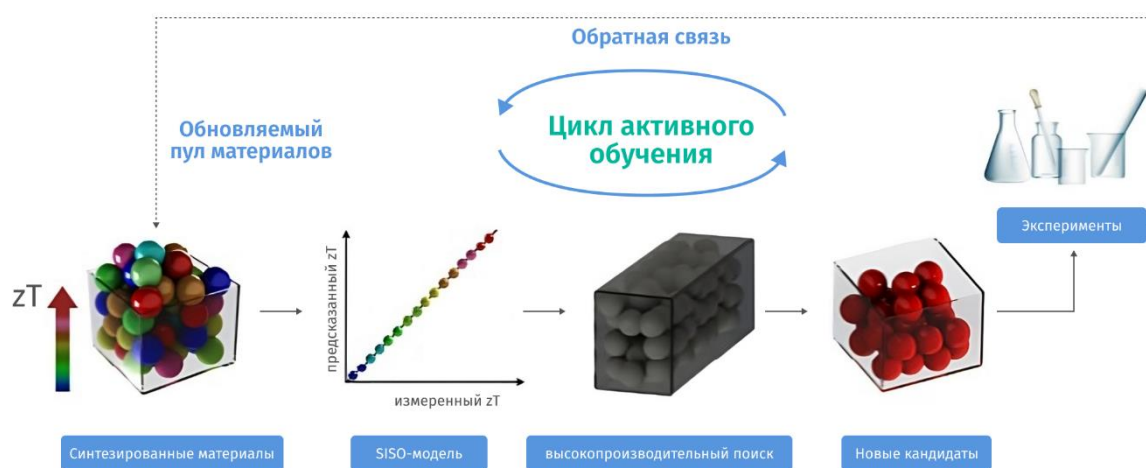 Обратная связь
Обновляемый
пул материалов
Цикл активного
обучения
Эксперименты
zT
предсказанный zT
измеренный zT
Синтезированные материалы
SISO-модель
высокопроизводительный поиск
Новые кандидаты